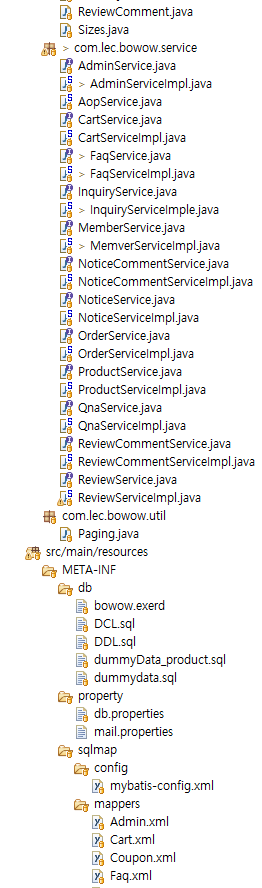 ReviewComment.java
Sizes.java
> com.lec.bowow.service
AdminService.java
> AdminServiceImpl.java
AopService.java
CartService.java
CartServiceImpl.java
> FaqService.java
> FaqServiceImpl.java
InquiryService.java
> InquiryServiceImple.java
MemberService.java
> MemverServiceImpl.java
NoticeCommentService.java
NoticeCommentServiceImpl.java
NoticeService.java
NoticeServiceImpl.java
OrderService.java
OrderServiceImpl.java
ProductService.java
ProductServiceImpl.java
QnaService.java
QnaServiceImpl.java
ReviewCommentService.java
ReviewCommentServiceImpl.java
ReviewService.java
ReviewServiceImpl.java
com.lec.bowow.util
Paging.java
src/main/resources
META-INF
db
bowow.exerd
DCL.sql
DDL.sql
dummyData_product.sql
dummydata.sql
property
db.properties
mail.properties
sqlmap
config
mybatis-config.xml
mappers
Admin.xml
Cart.xml
Coupon.xml
Faq.xml